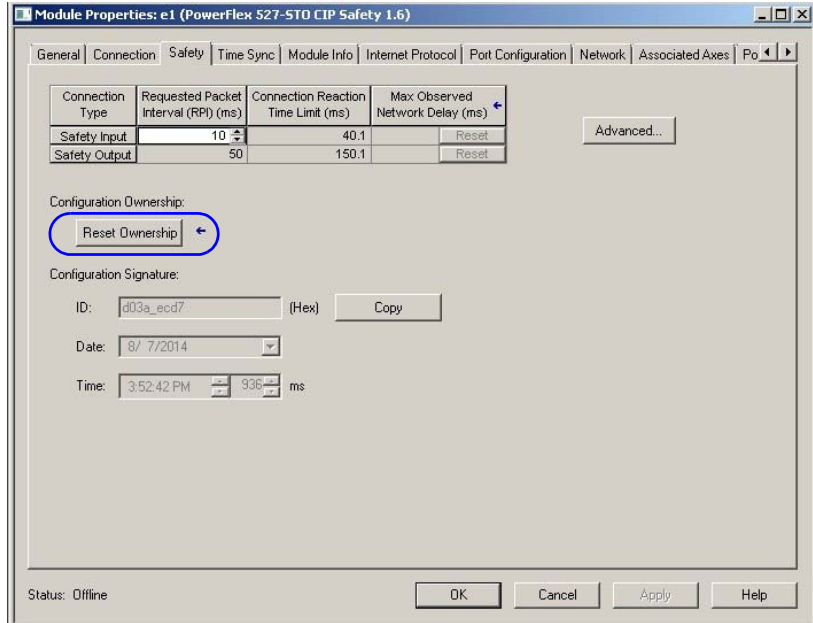 Module Properties: e1 (PowerFlex 527-STO CIP Safety 1.6)
General Connection Safety Time Sync Module Info Internet Protocol Port Configuration Network Associated Axes Po
Connection Type Requested Packet Interval (RPI) (ms) Connection Reaction Time Limit (ms) Max Observed Network Delay (ms)
Safety Input 10 40.1 Reset
Safety Output 50 150.1 Reset
Advanced...
Configuration Ownership:
Reset Ownership
Configuration Signature:
ID: d03a_ecd7 (Hex) Copy
Date: 8/ 7/2014
Time: 3:52:42 PM 936 ms
Status: Offline OK Cancel Apply Help